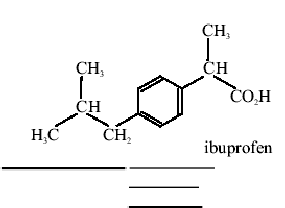 CH₃
CH₃ CH
CH CO₂H
H₃C CH₂
ibuprofen